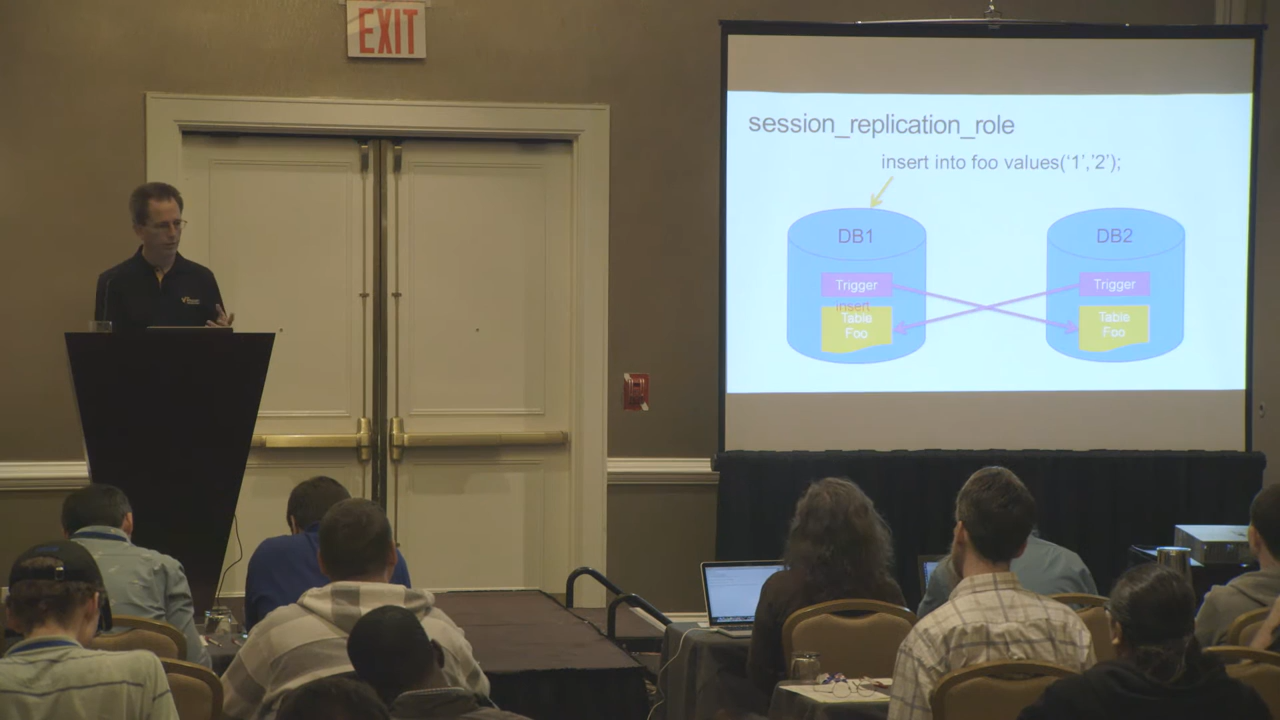 EXIT
session_replication_role
insert into foo values(‘1’,’2’);
DB1
DB2
Trigger
Trigger
insert
Table
Foo
Table
Foo